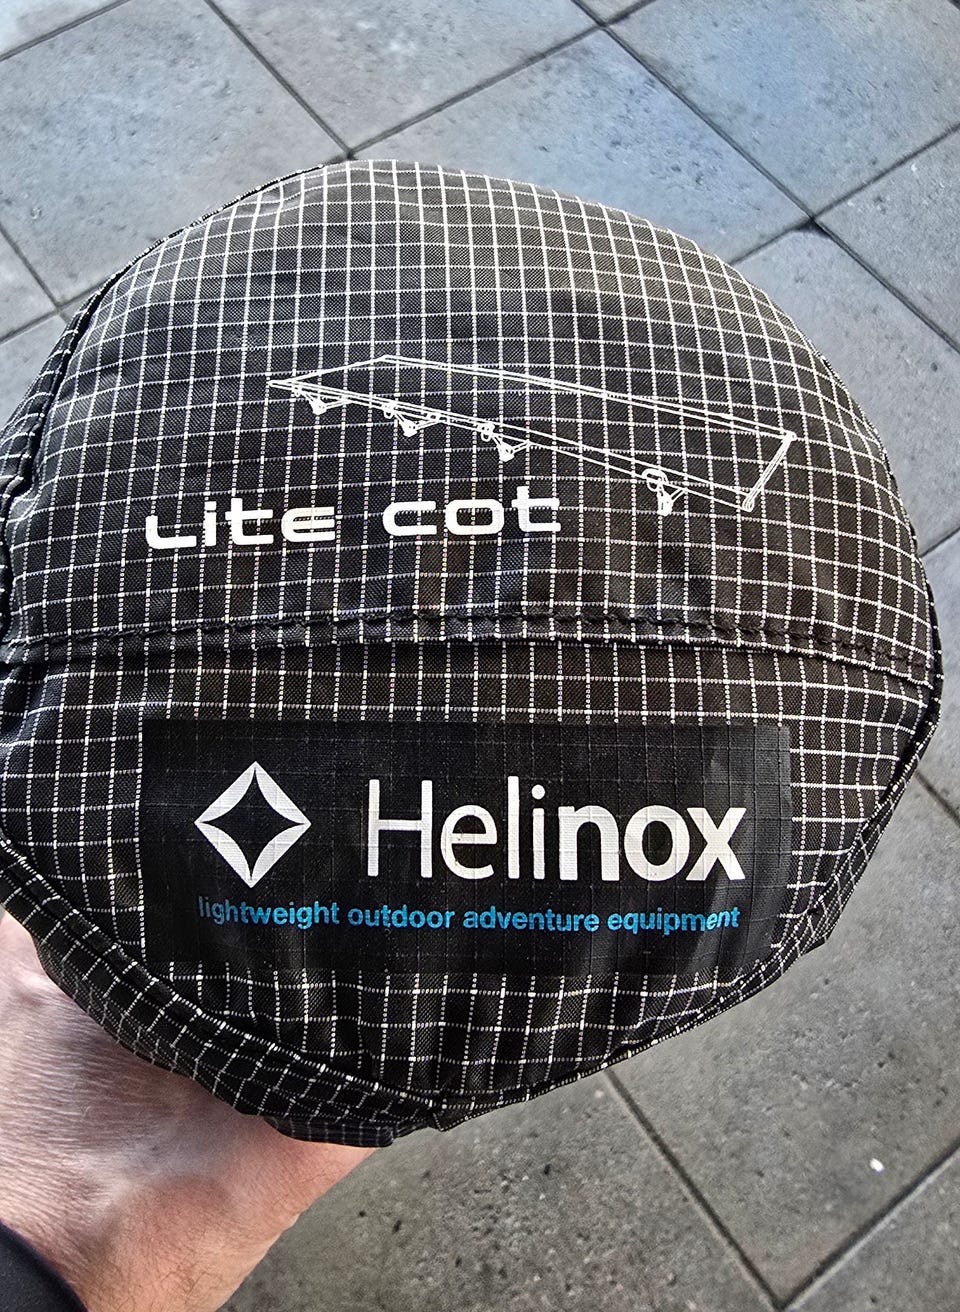 Lite cot
Helinox
lightweight outdoor adventure equipment